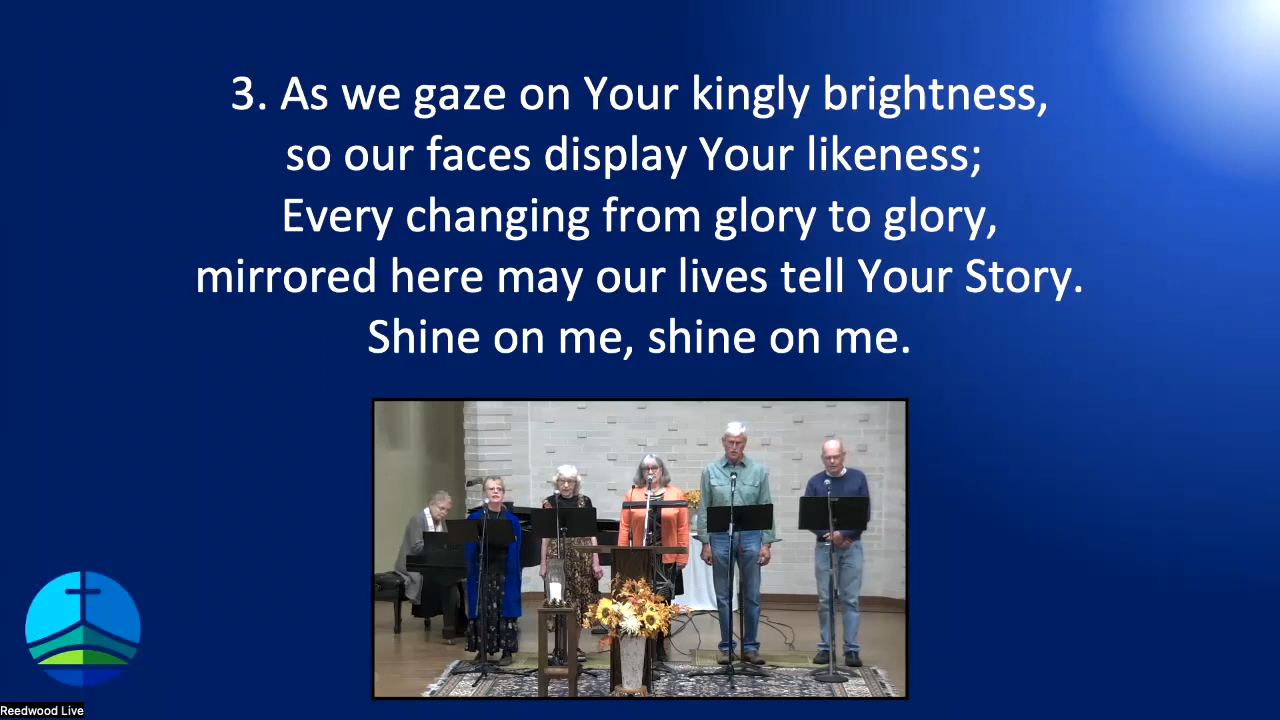 3. As we gaze on Your kingly brightness,
so our faces display Your likeness;
Every changing from glory to glory,
mirrored here may our lives tell Your Story.
Shine on me, shine on me.
Reedwood Live